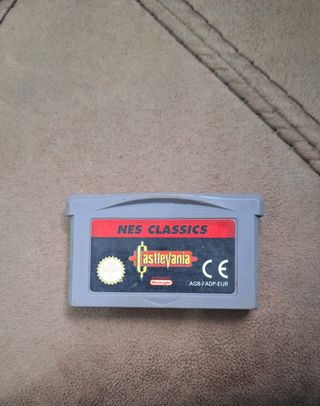 NES CLASSICS
Castlevania
Nintendo
CE
AGB-FADP-EUR